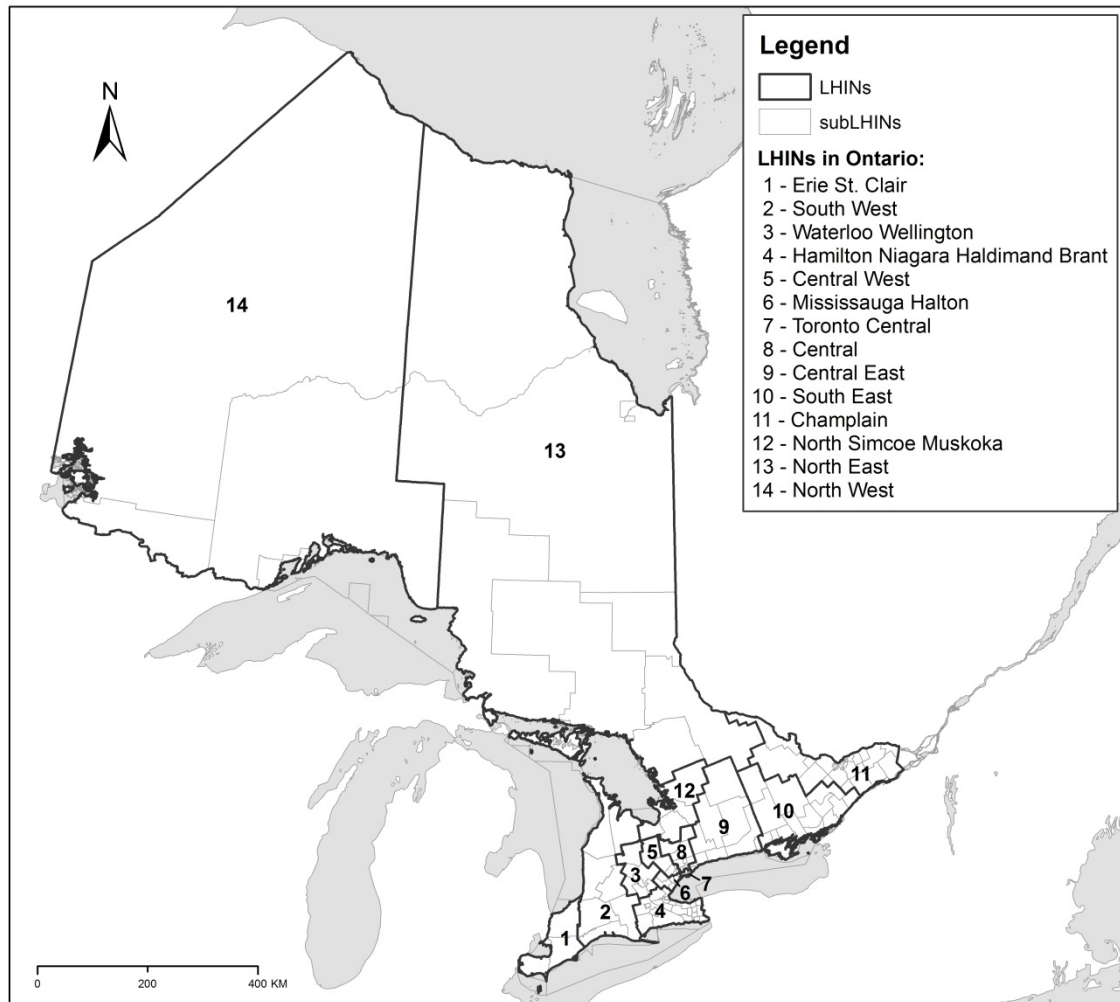 Legend
LHINs
subLHINs
LHINs in Ontario:
1 - Erie St. Clair
2 - South West
3 - Waterloo Wellington
4 - Hamilton Niagara Haldimand Brant
5 - Central West
6 - Mississauga Halton
7 - Toronto Central
8 - Central
9 - Central East
10 - South East
11 - Champlain
12 - North Simcoe Muskoka
13 - North East
14 - North West
N
14
13
12
11
10
9
5
8
3
7
6
2
4
1
0 200 400 KM